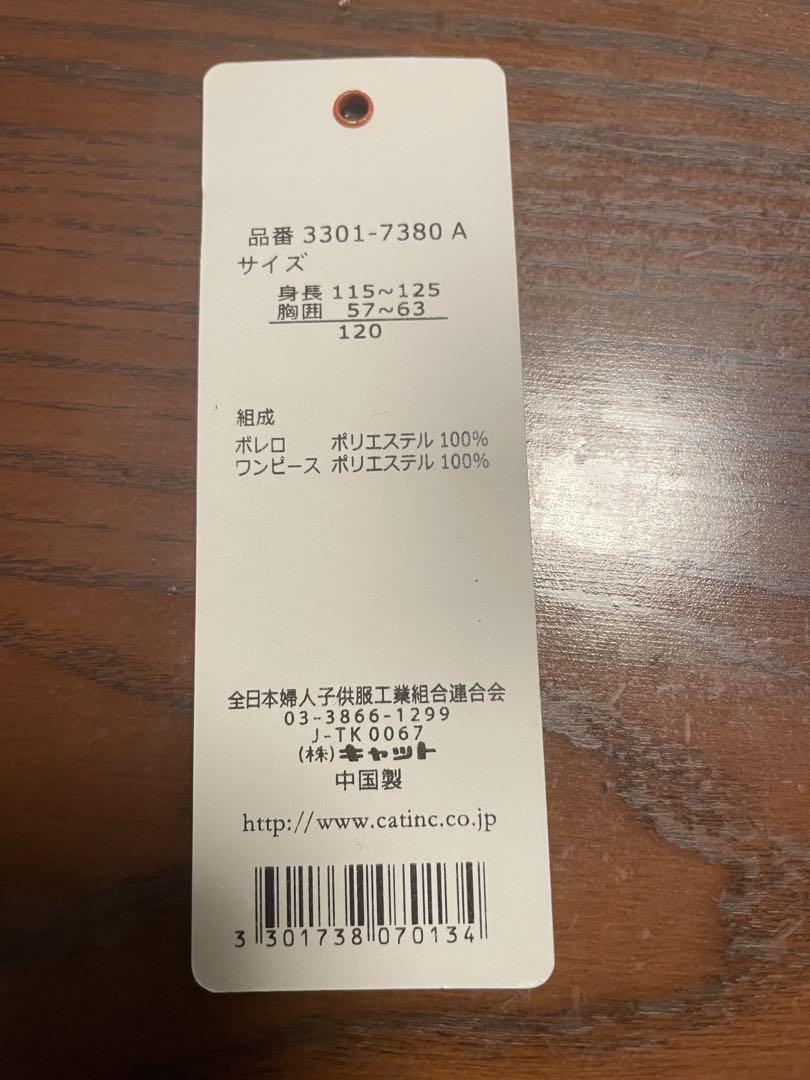 品番 3301-7380 A
サイズ
身長 115~125
胸囲 57~63
120
組成
ボレロ ポリエステル 100%
ワンピース ポリエステル 100%
全日本婦人子供服工業組合連合会
03-3866-1299
J-TK0067
(株)キャット
中国製
http://www.catinc.co.jp
3 301738 070134